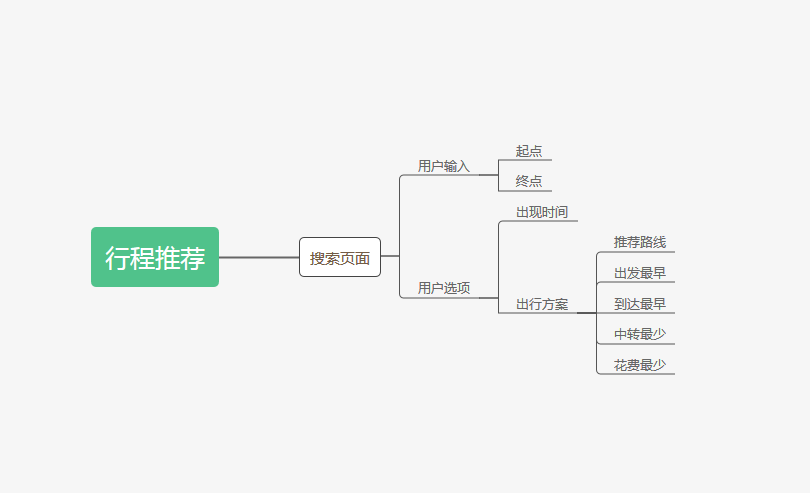 行程推荐
搜索页面
用户输入
起点
终点
用户选项
出现时间
出行方案
推荐路线
出发最早
到达最早
中转最少
花费最少